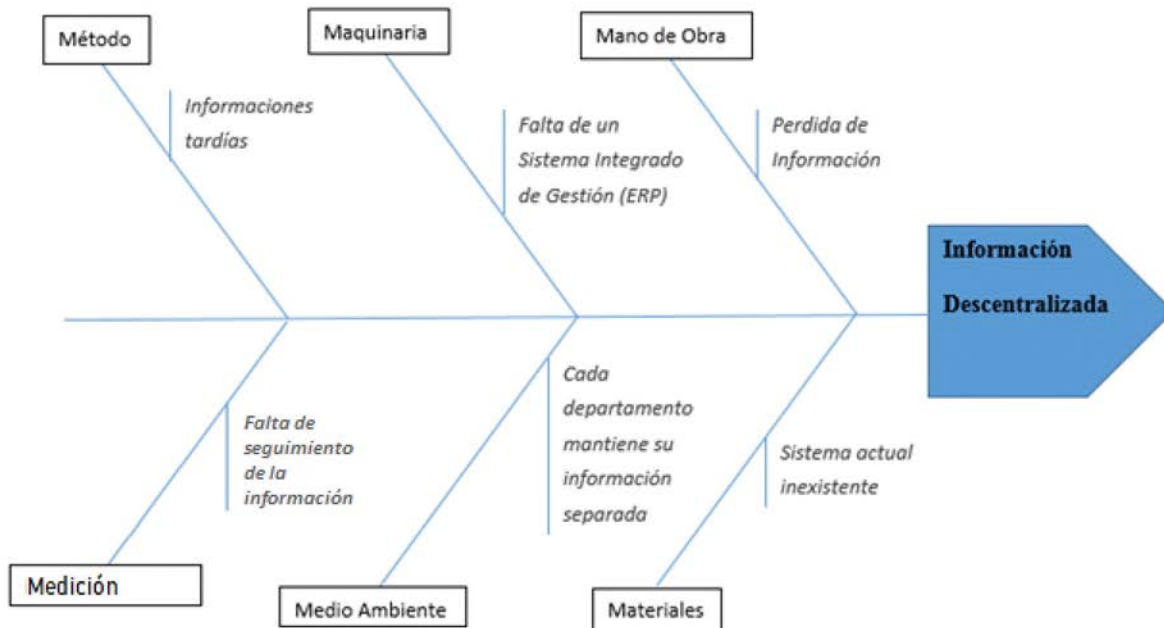 Método
Maquinaria
Mano de Obra
Informaciones
tardías
Falta de un
Sistema Integrado
de Gestión (ERP)
Perdida de
Información
Información
Descentralizada
Falta de
seguimiento
de la
información
Cada
departamento
mantiene su
información
separada
Sistema actual
inexistente
Medición
Medio Ambiente
Materiales